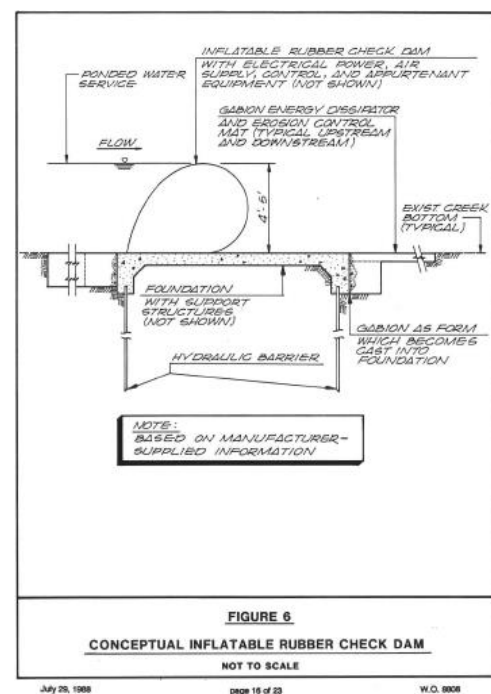 INFLATABLE RUBBER CHECK DAM
WITH ELECTRICAL POWER, AIR
SUPPLY, CONTROL, AND APPURTENANT
EQUIPMENT (NOT SHOWN)
PONDED WATER
SERVICE
GABION ENERGY DISSIPATOR
AND EROSION CONTROL
MAT (TYPICAL UPSTREAM
AND DOWNSTREAM)
FLOW
4'-5'
EXIST CREEK
BOTTOM
(TYPICAL)
FOUNDATION
WITH SUPPORT
STRUCTURES
(NOT SHOWN)
GABION AS FORM
WHICH BECOMES
CAST INTO
FOUNDATION
HYDRAULIC BARRIER
NOTE:
BASED ON MANUFACTURER-
SUPPLIED INFORMATION
FIGURE 6
CONCEPTUAL INFLATABLE RUBBER CHECK DAM
NOT TO SCALE
July 29, 1988 page 16 of 23 W.O. 8808